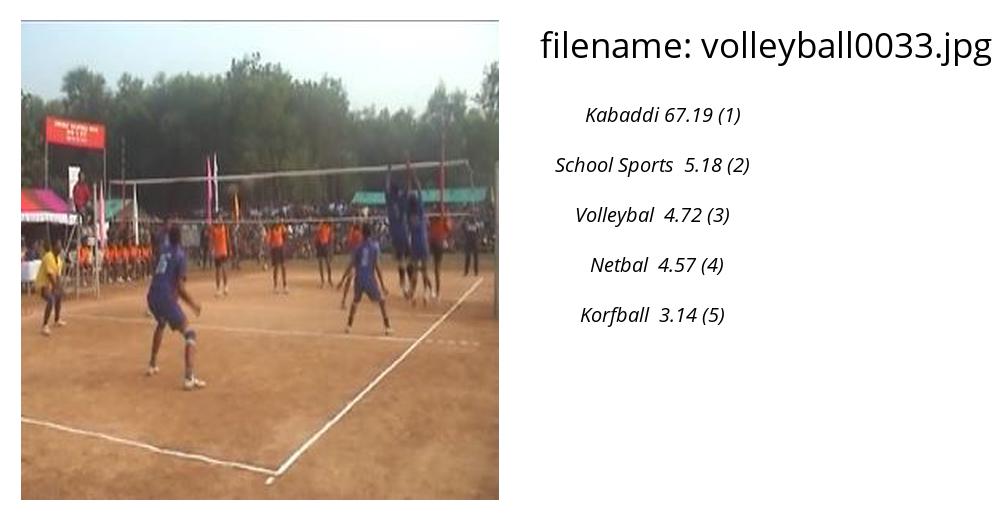 filename: volleyball0033.jpg
Kabaddi 67.19 (1)
School Sports 5.18 (2)
Volleybal 4.72 (3)
Netbal 4.57 (4)
Korfball 3.14 (5)